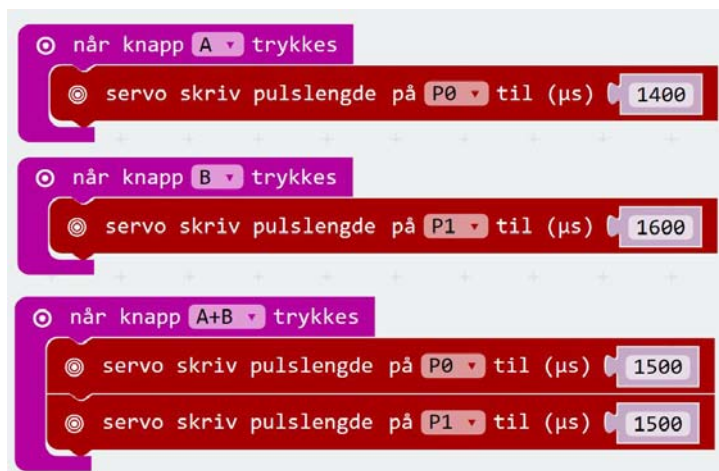 når knapp A trykkes
servo skriv pulslengde på P0 til (µs) 1400
når knapp B trykkes
servo skriv pulslengde på P1 til (µs) 1600
når knapp A+B trykkes
servo skriv pulslengde på P0 til (µs) 1500
servo skriv pulslengde på P1 til (µs) 1500